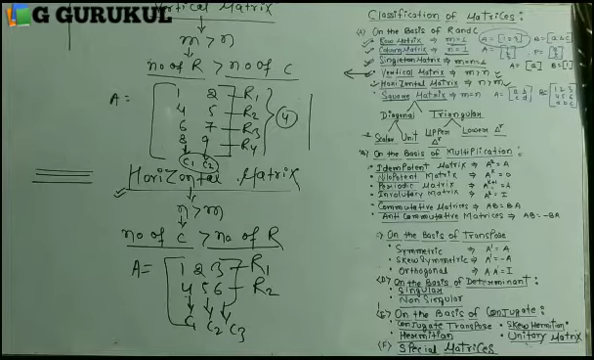 G GURUKUL
Vertical Matrix
m > n
no of R > no of C
A =
1 2 R1
4 5 R2
6 7 R3
8 9 R4
4
C1 C2
Horizontal Matrix
n > m
no of C > no of R
A =
1 2 3 R1
4 5 6 R2
C1 C2 C3
Classification of Matrices:
(A) On the Basis of R and C
Row Matrix ⇒ m=1
Column Matrix ⇒ n=1
Singleton Matrix ⇒ m=n=1
Vertical Matrix ⇒ m>n
Horizontal Matrix ⇒ n>m
Square Matrix ⇒ m=n
Diagonal Triangular
Scalar Unit Upper Δr Lower Δr
(B) On the Basis of Multiplication:
Idempotent Matrix ⇒ A²=A
Nilpotent Matrix ⇒
Periodic Matrix ⇒
Involutary Matrix ⇒ A²=I
Commutative Matrices ⇒ AB=BA
Anti Commutative Matrices ⇒ AB=-BA
On the Basis of Transpose
Symmetric ⇒ A'=A
Skew Symmetric ⇒ A'=-A
Orthogonal ⇒
(D) On the Basis of Determinant:
Singular
Non Singular
(E) On the Basis of Conjugate:
Conjugate Transpose • Skew Hermition
Hermition • Unitary Matrix
(F) Special Matrices